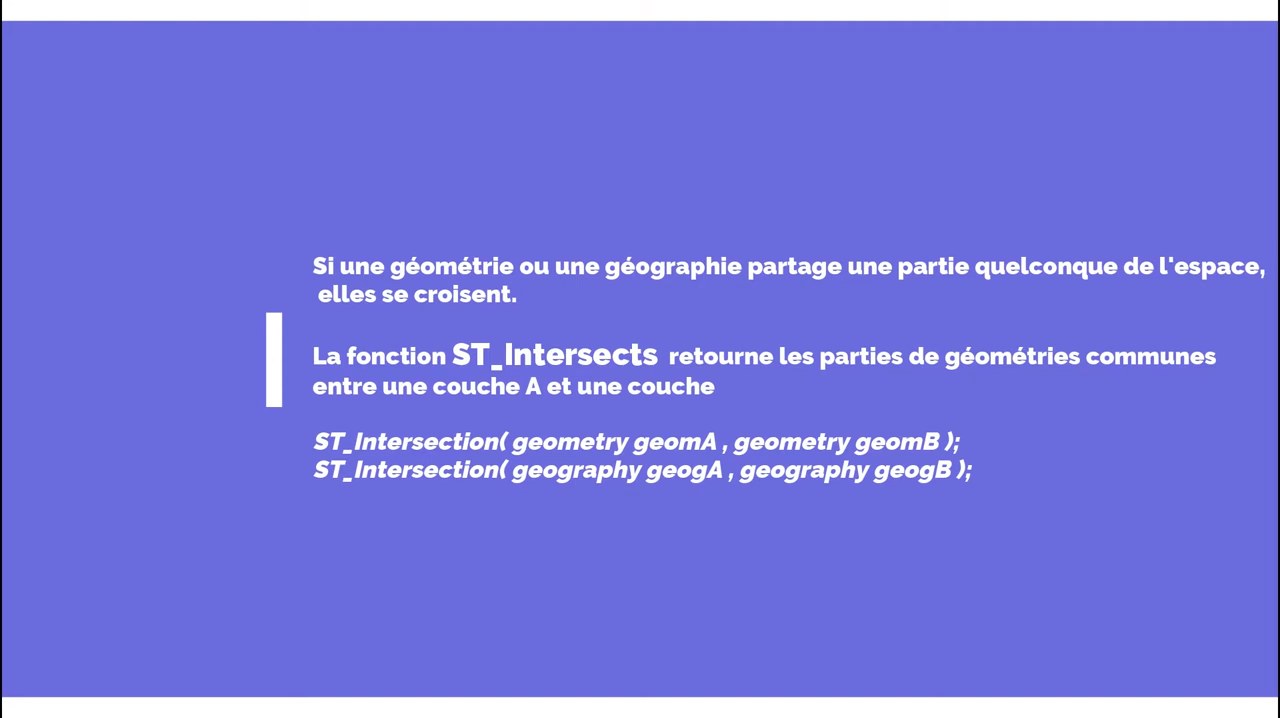 Si une géométrie ou une géographie partage une partie quelconque de l'espace,
elles se croisent.
La fonction ST_Intersects retourne les parties de géométries communes
entre une couche A et une couche
ST_Intersection( geometry geomA , geometry geomB );
ST_Intersection( geography geogA , geography geogB );